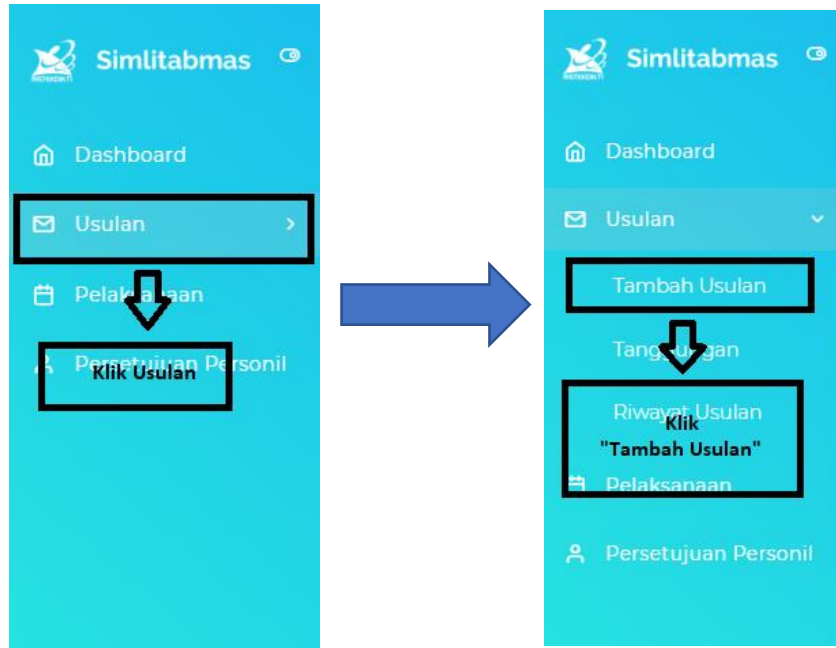 Simlitabmas
Dashboard
Usulan
Pelaksanaan
Persetujuan Personil
Klik Usulan
Simlitabmas
Dashboard
Usulan
Tambah Usulan
Tanggungan
Riwayat Usulan
Klik
"Tambah Usulan"
Pelaksanaan
Persetujuan Personil